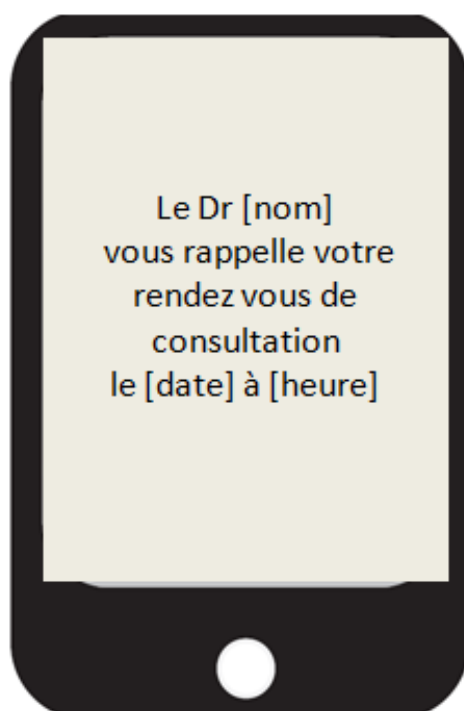 Le Dr [nom]
vous rappelle votre
rendez vous de
consultation
le [date] à [heure]